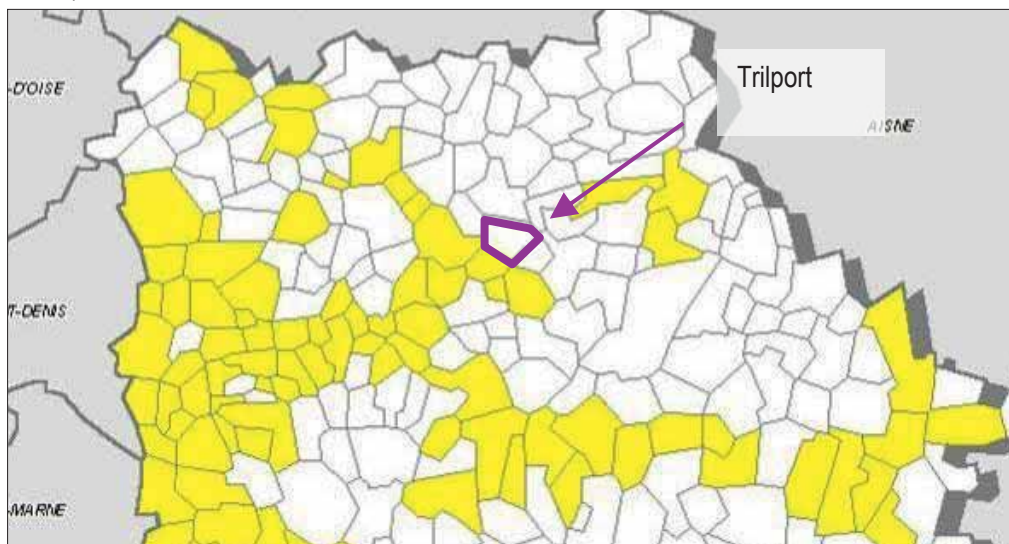 -D'OISE
Trilport
AISNE
T-DENIS
-MARNE